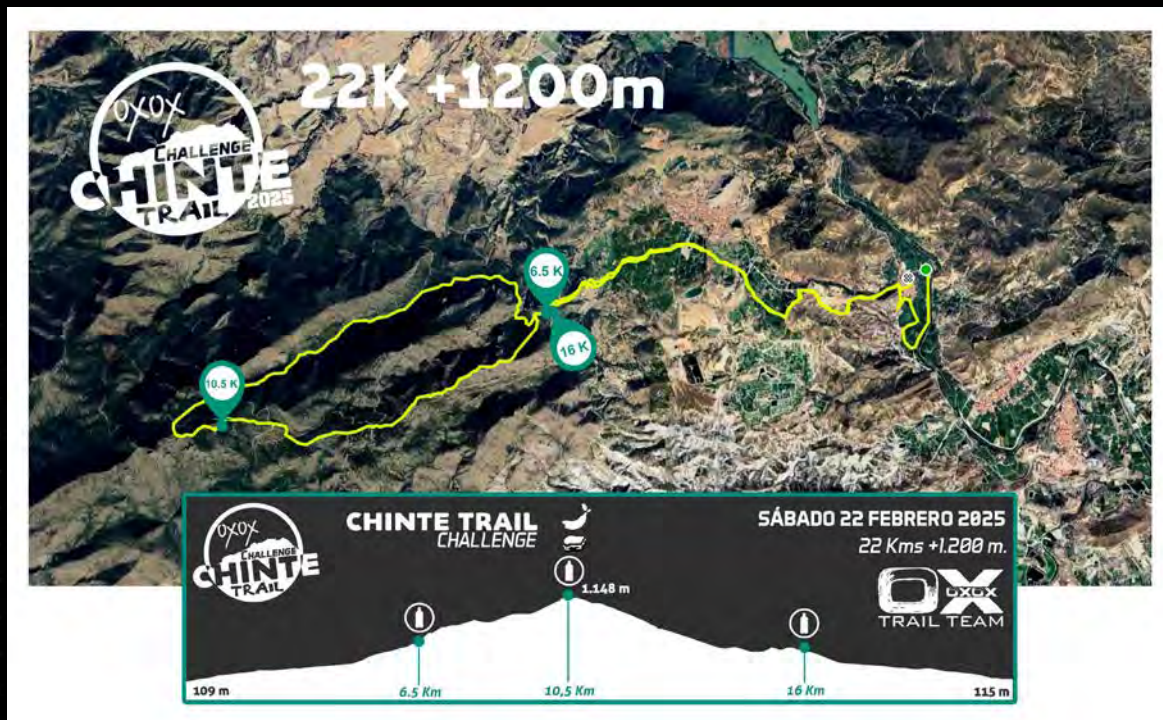 22K +1200m
OXOX
CHALLENGE
CHINTE
TRAIL
2025
6.5 K
16 K
10.5 K
OXOX
CHALLENGE
CHINTE
TRAIL
CHINTE TRAIL
CHALLENGE
SÁBADO 22 FEBRERO 2025
22 Kms +1.200 m.
OX
OXOX
TRAIL TEAM
1.148 m
109 m
6.5 Km
10,5 Km
16 Km
115 m